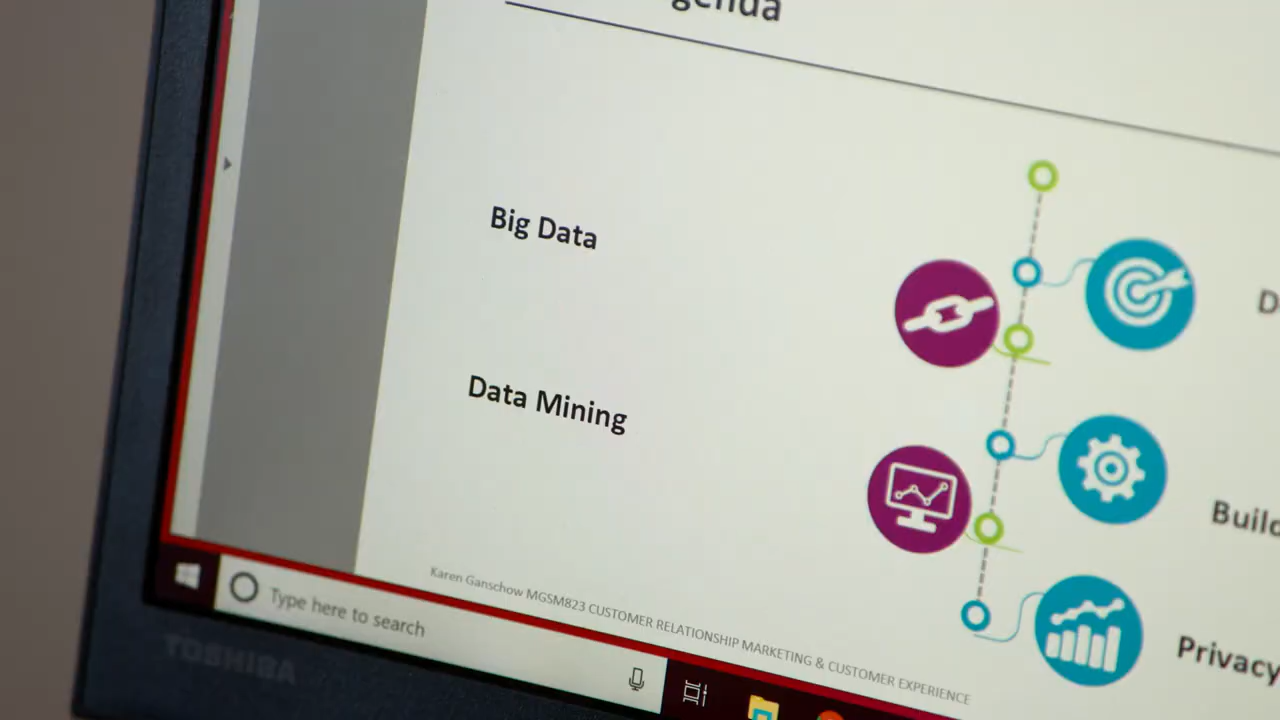 Big Data
Data Mining
Karen Ganschow MGSM823 CUSTOMER RELATIONSHIP MARKETING & CUSTOMER EXPERIENCE
Privacy
Type here to search
TOSHIBA